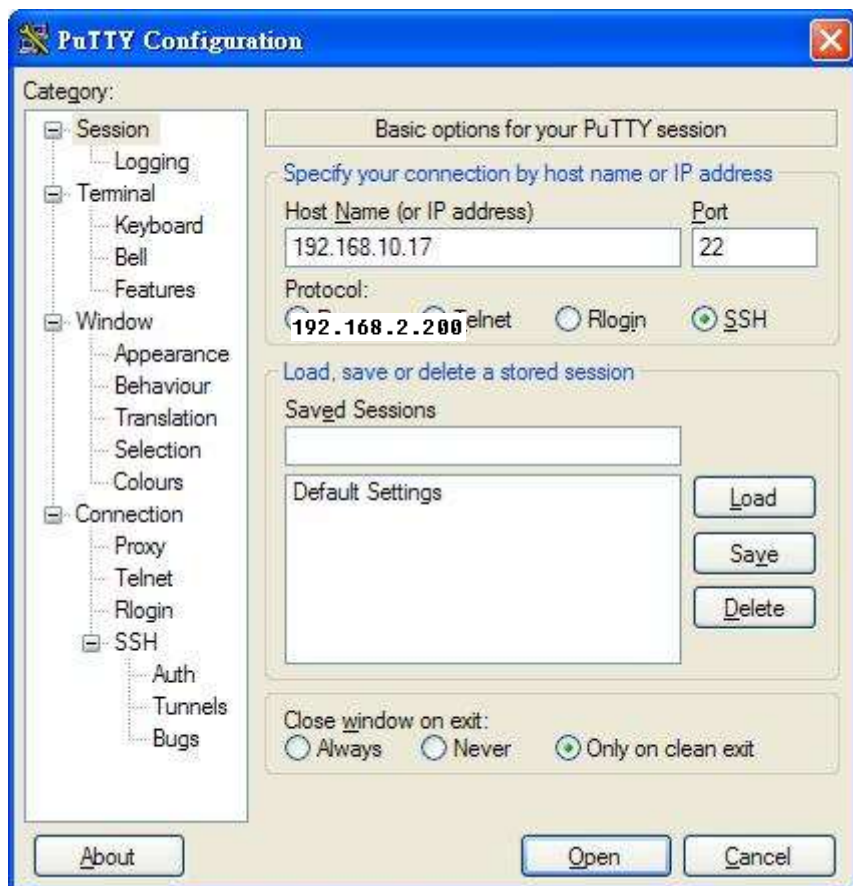 PuTTY Configuration
Category:
Session
Logging
Terminal
Keyboard
Bell
Features
Window
Appearance
Behaviour
Translation
Selection
Colours
Connection
Proxy
Telnet
Rlogin
SSH
Auth
Tunnels
Bugs
Basic options for your PuTTY session
Specify your connection by host name or IP address
Host Name (or IP address) Port
192.168.10.17 22
Protocol:
192.168.2.200 Rlogin SSH
Load, save or delete a stored session
Saved Sessions
Default Settings
Load
Save
Delete
Close window on exit:
Always Never Only on clean exit
About Open Cancel